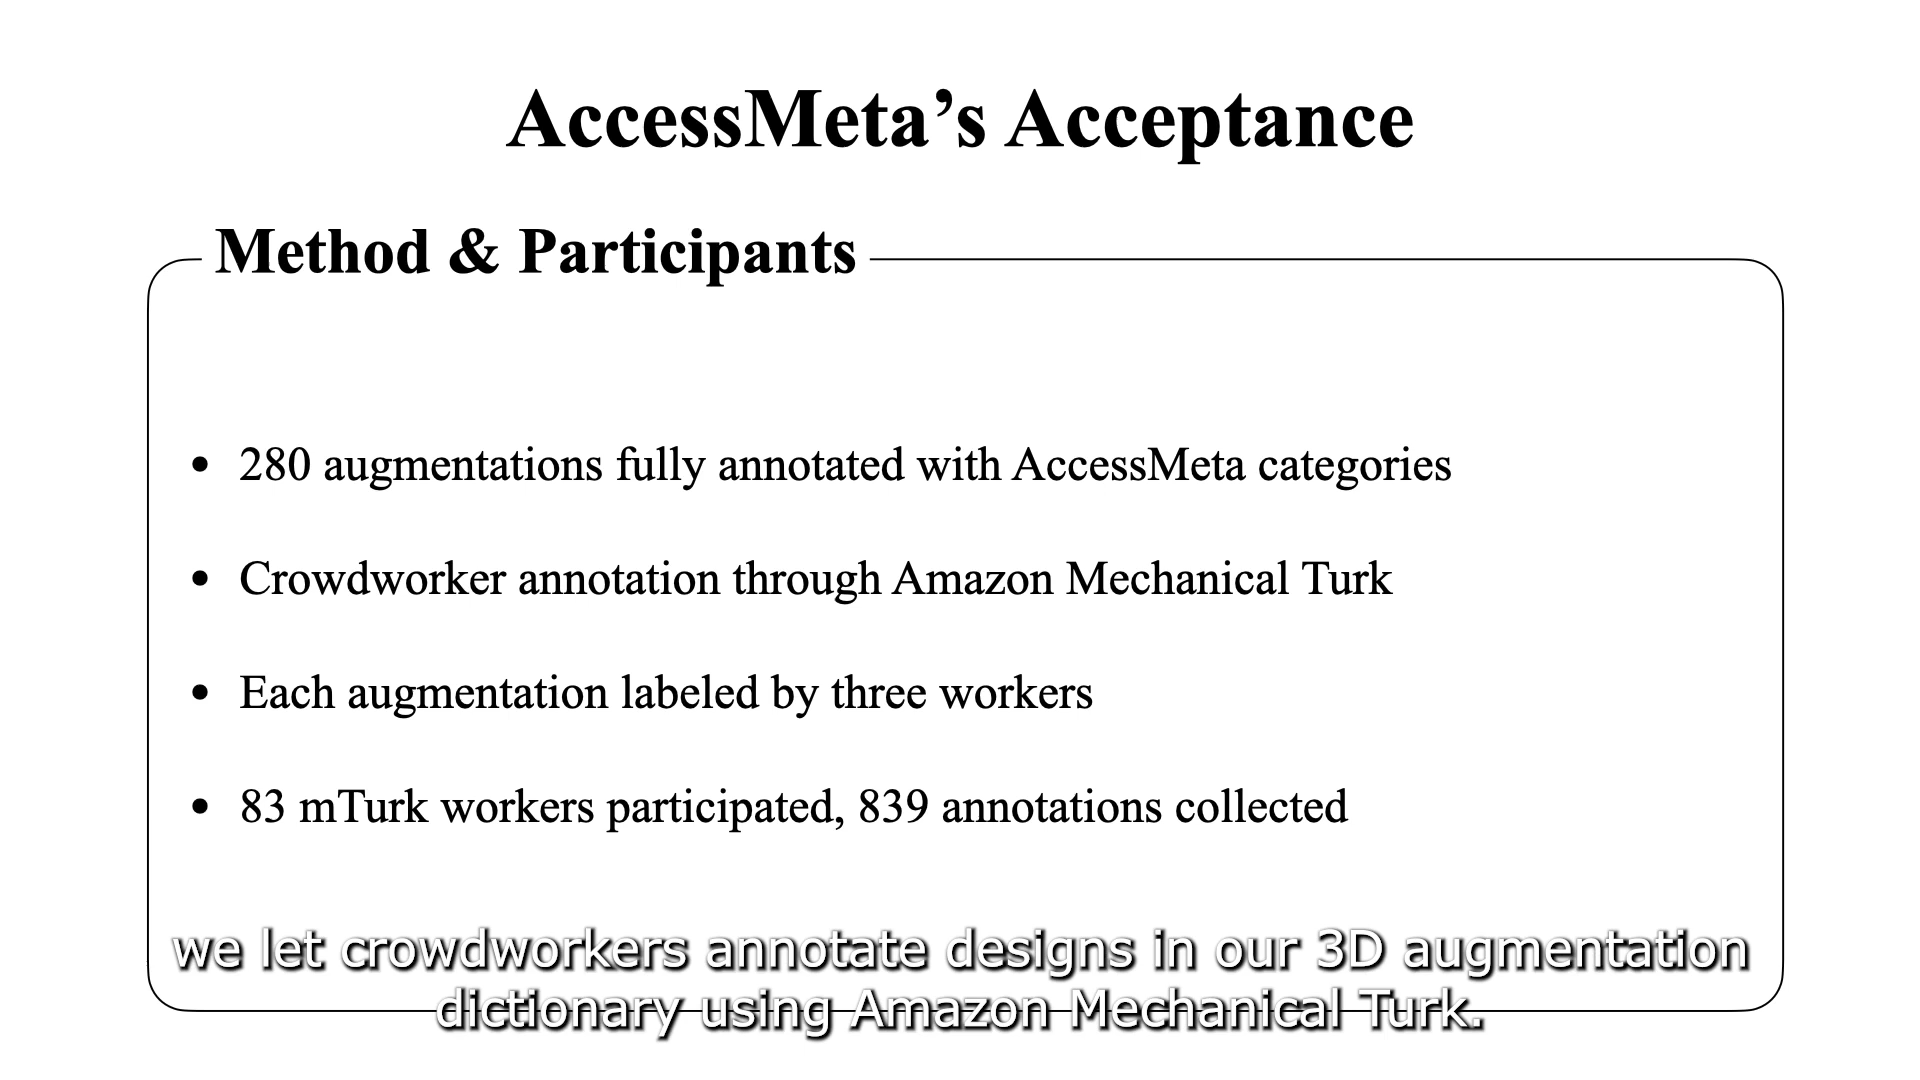 AccessMeta’s Acceptance
Method & Participants
• 280 augmentations fully annotated with AccessMeta categories
• Crowdworker annotation through Amazon Mechanical Turk
• Each augmentation labeled by three workers
• 83 mTurk workers participated, 839 annotations collected
we let crowdworkers annotate designs in our 3D augmentation
dictionary using Amazon Mechanical Turk.